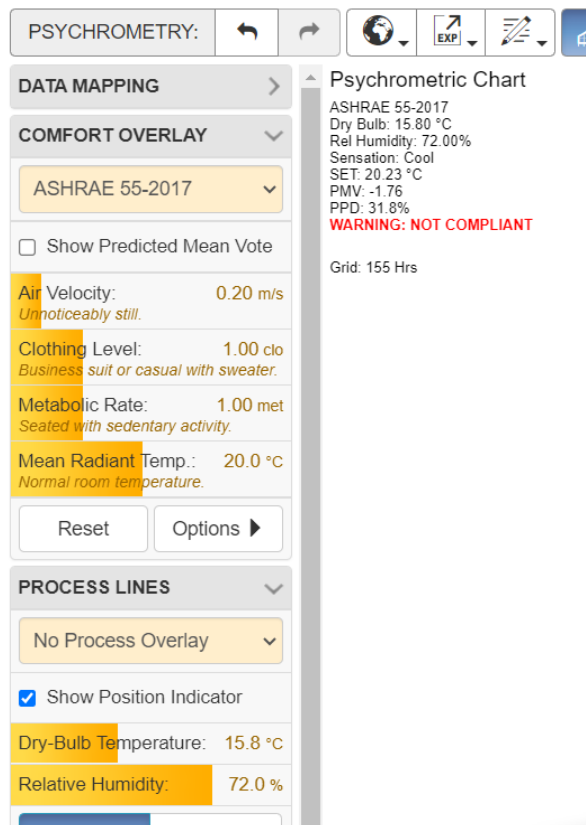 PSYCHROMETRY:
EXP
DATA MAPPING
COMFORT OVERLAY
ASHRAE 55-2017
Show Predicted Mean Vote
Air Velocity: 0.20 m/s
Unnoticeably still.
Clothing Level: 1.00 clo
Business suit or casual with sweater.
Metabolic Rate: 1.00 met
Seated with sedentary activity.
Mean Radiant Temp.: 20.0 °C
Normal room temperature.
Reset Options
PROCESS LINES
No Process Overlay
Show Position Indicator
Dry-Bulb Temperature: 15.8 °C
Relative Humidity: 72.0 %
Psychrometric Chart
ASHRAE 55-2017
Dry Bulb: 15.80 °C
Rel Humidity: 72.00%
Sensation: Cool
SET: 20.23 °C
PMV: -1.76
PPD: 31.8%
WARNING: NOT COMPLIANT
Grid: 155 Hrs